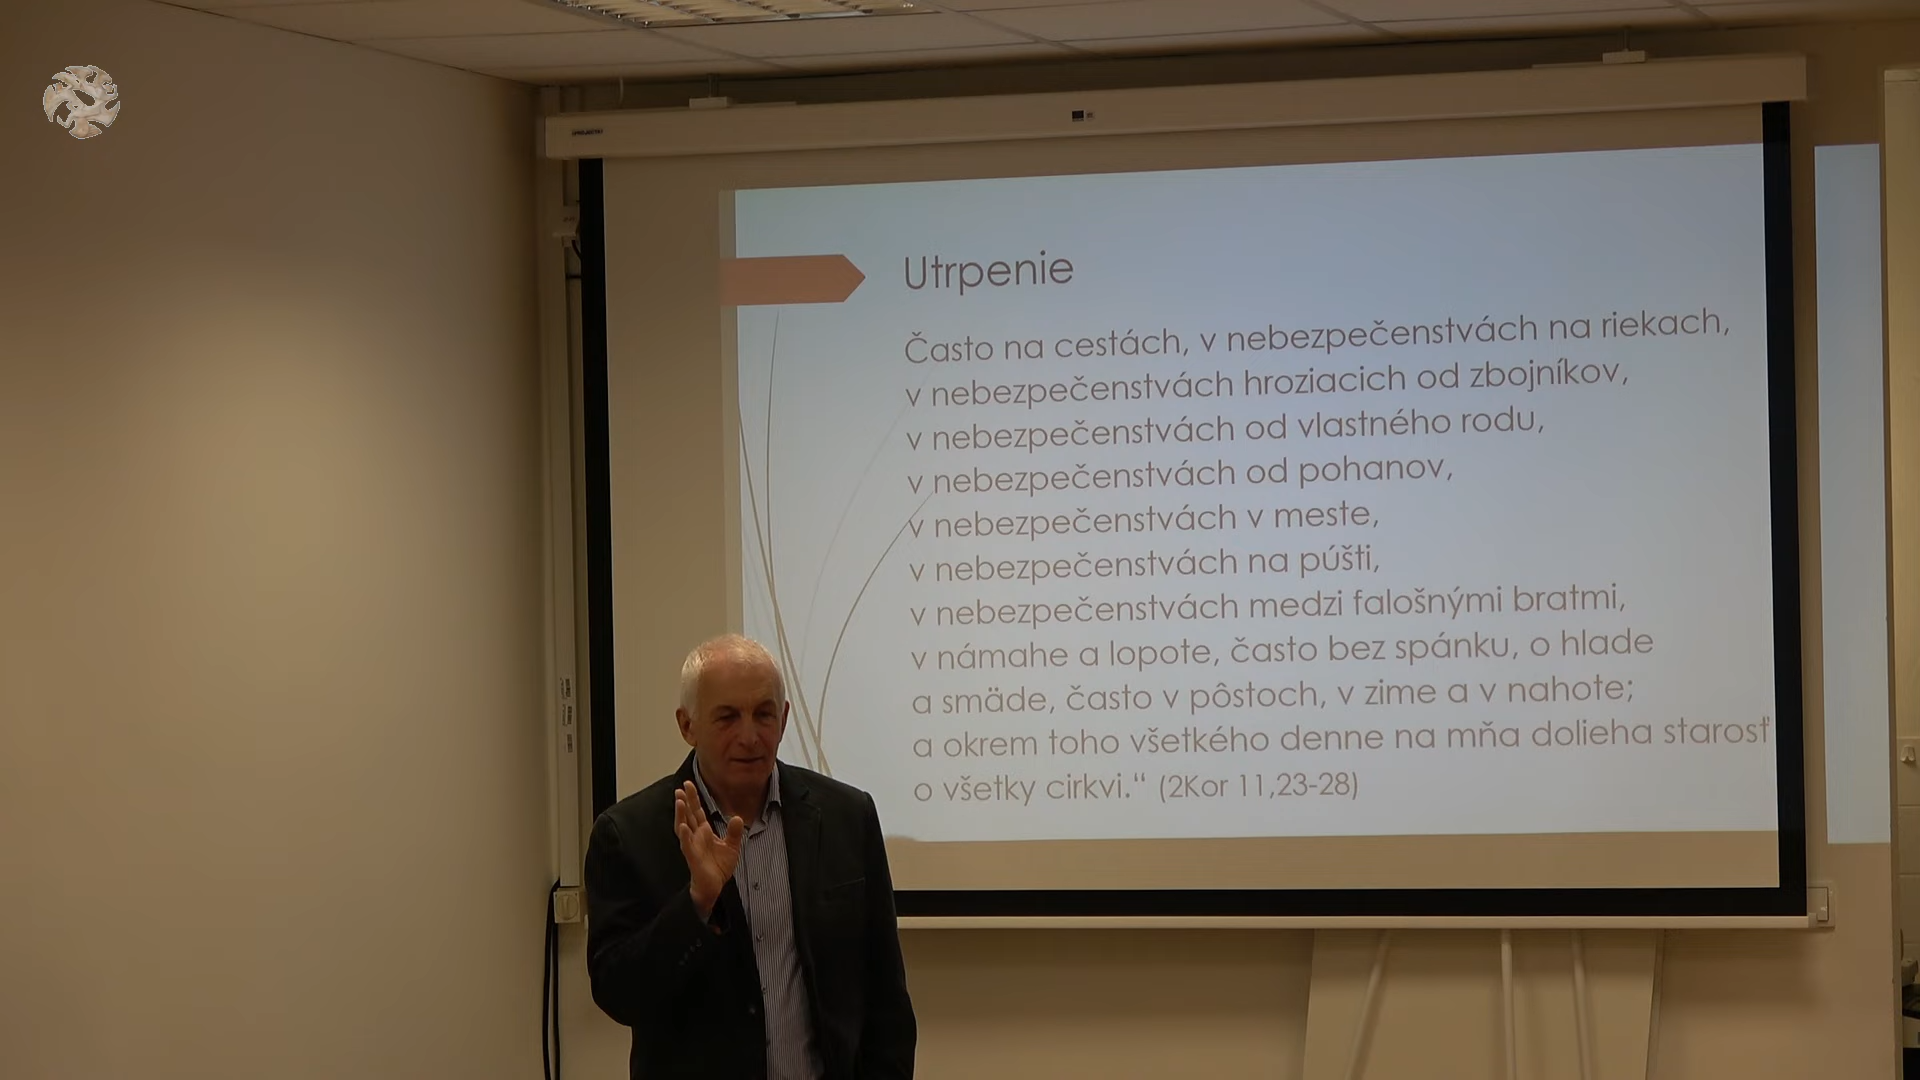 Utrpenie
Často na cestách, v nebezpečenstvách na riekach,
v nebezpečenstvách hroziacich od zbojníkov,
v nebezpečenstvách od vlastného rodu,
v nebezpečenstvách od pohanov,
v nebezpečenstvách v meste,
v nebezpečenstvách na púšti,
v nebezpečenstvách medzi falošnými bratmi,
v námahe a lopote, často bez spánku, o hlade
a smäde, často v pôstoch, v zime a v nahote;
a okrem toho všetkého denne na mňa dolieha starosť
o všetky cirkvi.“ (2Kor 11,23-28)